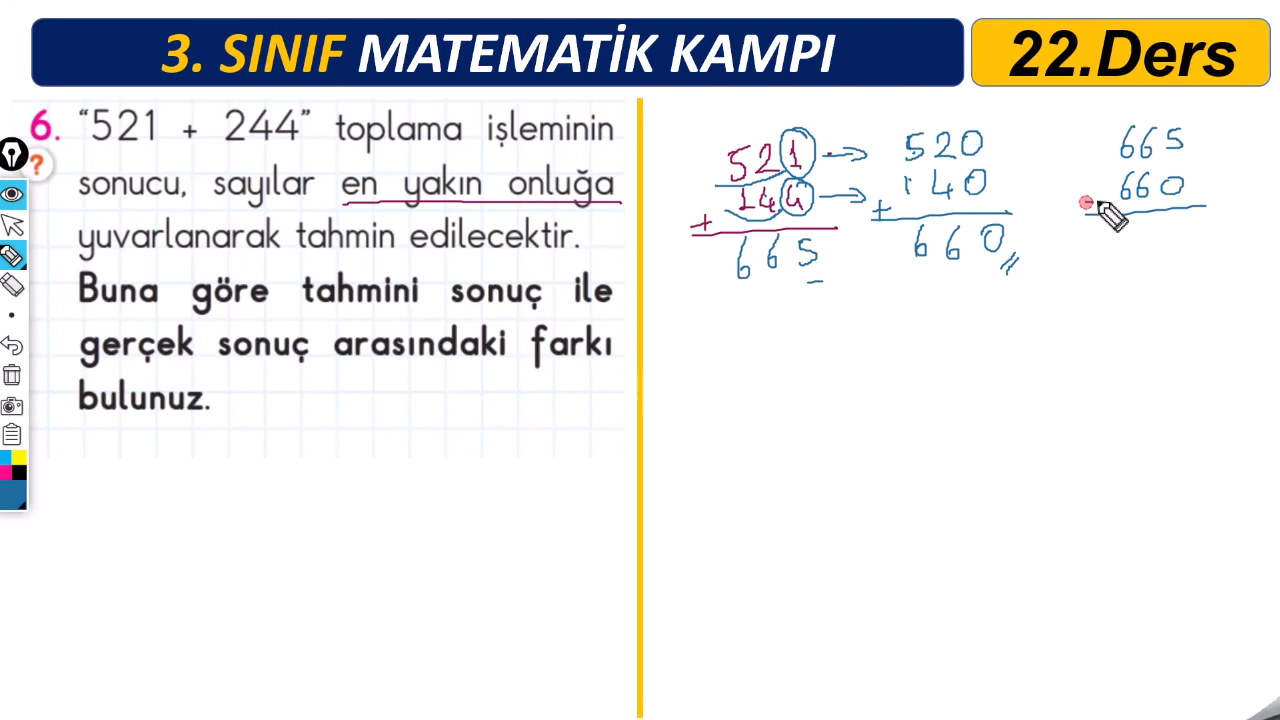 3. SINIF MATEMATİK KAMPI
22.Ders
6. “521 + 244” toplama işleminin
sonucu, sayılar en yakın onluğa
yuvarlanarak tahmin edilecektir.
Buna göre tahmini sonuç ile
gerçek sonuç arasındaki farkı
bulunuz.
521 → 520
+ 144 → + 140
665
660
665
- 660